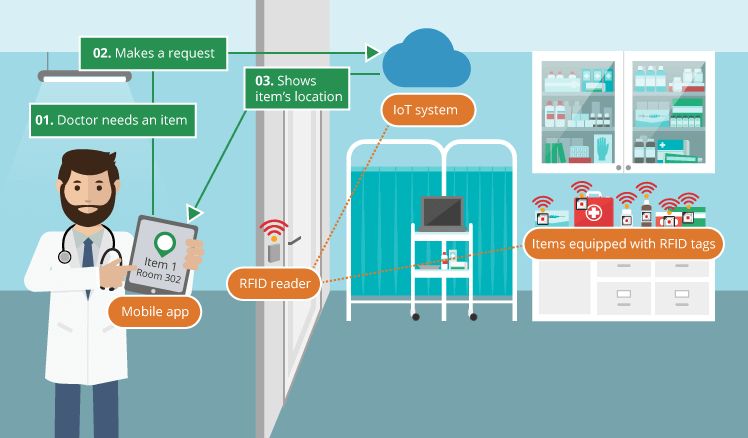 02. Makes a request
03. Shows
item's location
01. Doctor needs an item
IoT system
Item 1
Room 302
RFID reader
Items equipped with RFID tags
Mobile app